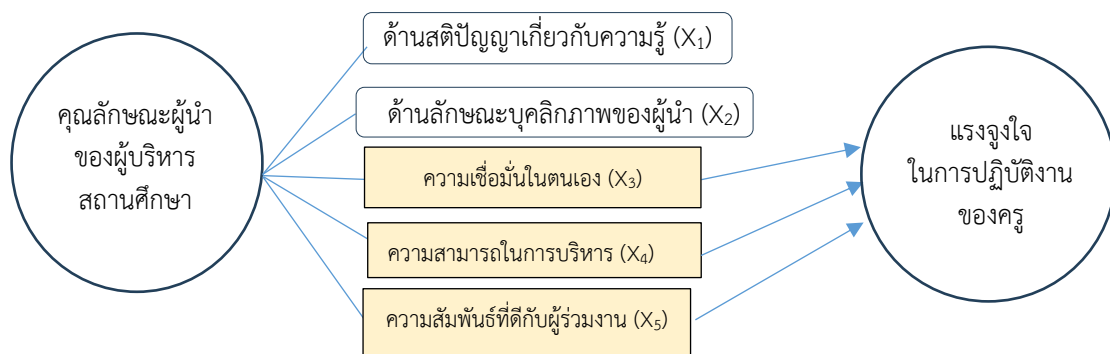 คุณลักษณะผู้นำ
ของผู้บริหาร
สถานศึกษา
ด้านสติปัญญาเกี่ยวกับความรู้ (X₁)
ด้านลักษณะบุคลิกภาพของผู้นำ (X₂)
ความเชื่อมั่นในตนเอง (X₃)
ความสามารถในการบริหาร (X₄)
ความสัมพันธ์ที่ดีกับผู้ร่วมงาน (X₅)
แรงจูงใจ
ในการปฏิบัติงาน
ของครู